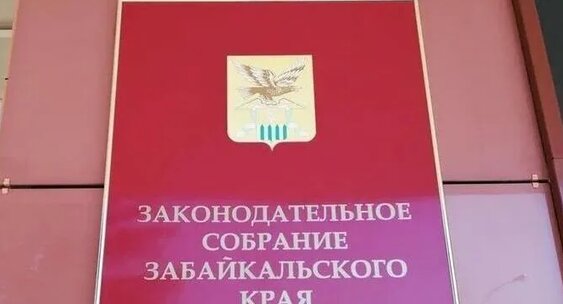 ЗАКОНОДАТЕЛЬНОЕ
СОБРАНИЕ
ЗАБАЙКАЛЬСКОГО
КРАЯ